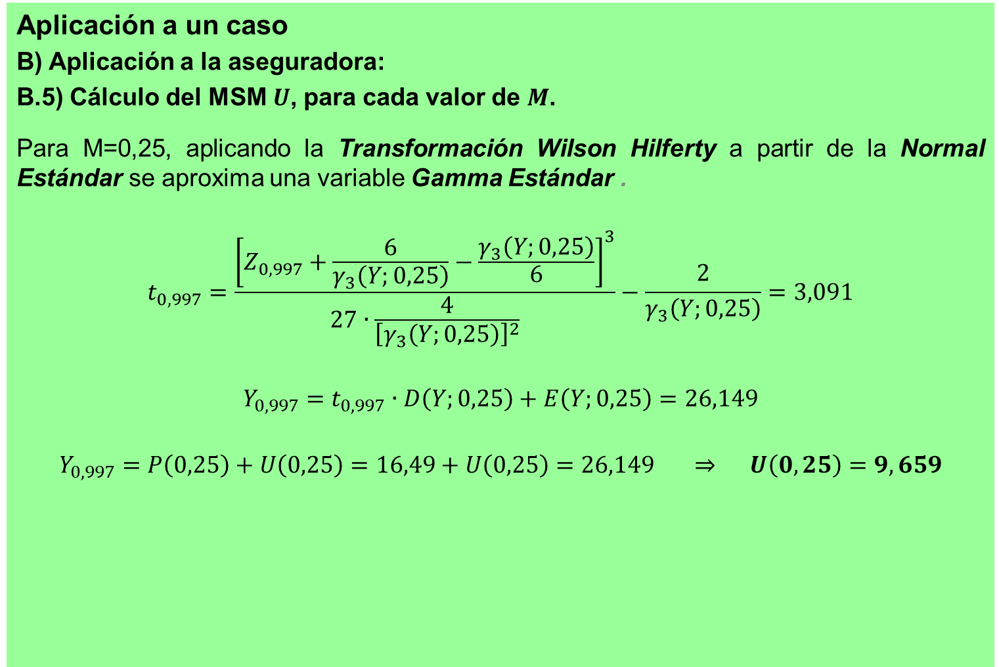 Aplicación a un caso
B) Aplicación a la aseguradora:
B.5) Cálculo del MSM U, para cada valor de M.
Para M=0,25, aplicando la Transformación Wilson Hilferty a partir de la Normal
Estándar se aproxima una variable Gamma Estándar .
t_{0,997} = \frac{\left[Z_{0,997} + \frac{6}{\gamma_3(Y; 0,25)} - \frac{\gamma_3(Y; 0,25)}{6}\right]^3}{27 \cdot \frac{4}{[\gamma_3(Y; 0,25)]^2}} - \frac{2}{\gamma_3(Y; 0,25)} = 3,091
Y_{0,997} = t_{0,997} · D(Y; 0,25) + E(Y; 0,25) = 26,149
Y_{0,997} = P(0,25) + U(0,25) = 16,49 + U(0,25) = 26,149 ⇒ U(0,25) = 9,659